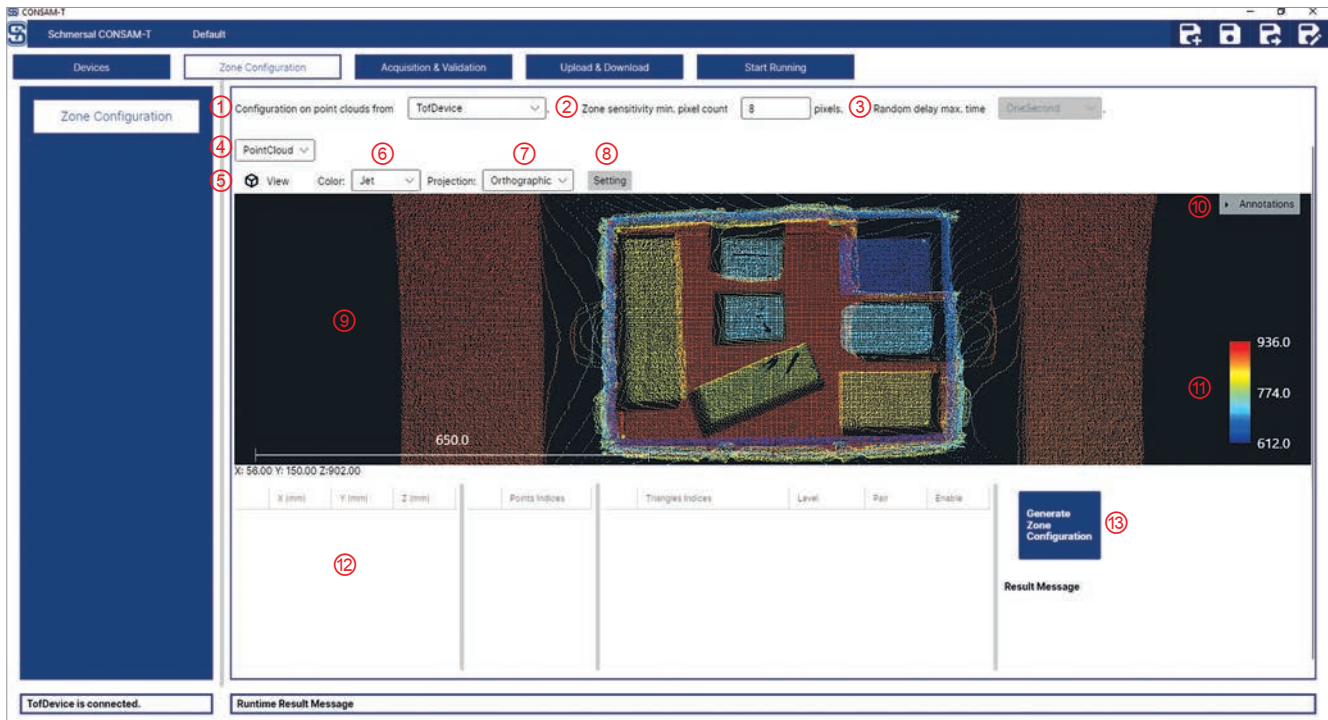 CONSAM-T
Schmersal CONSAM-T Default
Devices Zone Configuration Acquisition & Validation Upload & Download Start Running
Zone Configuration
① Configuration on point clouds from TofDevice . ② Zone sensitivity min. pixel count 8 pixels. ③ Random delay max. time OneSecond .
④ PointCloud
⑤ View Color: ⑥ Jet Projection: ⑦ Orthographic ⑧ Setting
⑩ Annotations
⑨
936.0
⑪ 774.0
612.0
650.0
X: 56.00 Y: 150.00 Z:902.00
X (mm) Y (mm) Z (mm) Points Indices Triangles Indices Level Pair Enable
⑫
Generate
Zone
Configuration
⑬
Result Message
TofDevice is connected. Runtime Result Message